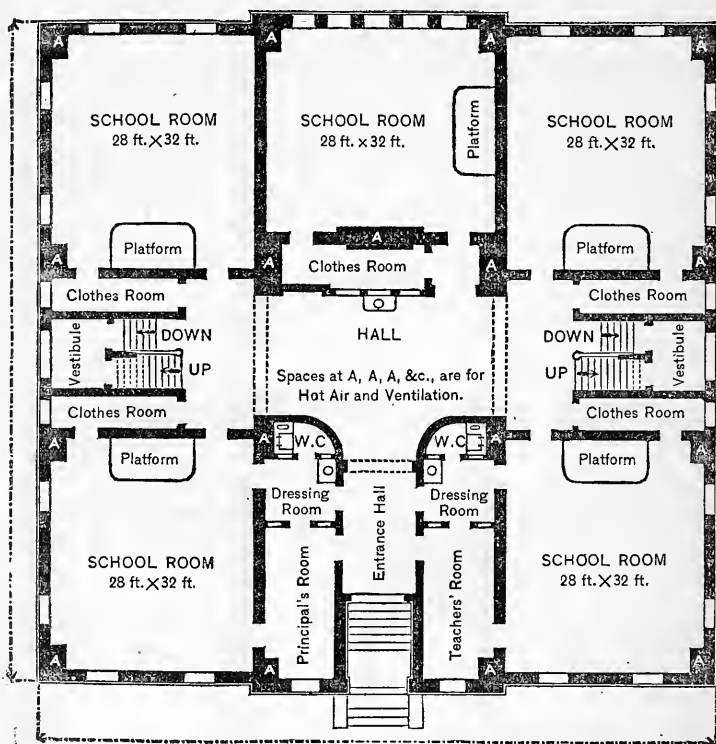 A
A
A
A
SCHOOL ROOM
28 ft. × 32 ft.
SCHOOL ROOM
28 ft. × 32 ft.
Platform
SCHOOL ROOM
28 ft. × 32 ft.
Platform
Platform
A
A
A
A
A
Clothes Room
Clothes Room
Clothes Room
Vestibule
DOWN
UP
HALL
DOWN
UP
Vestibule
Spaces at A, A, A, &c., are for
Hot Air and Ventilation.
Clothes Room
Clothes Room
A
A
W.C
W.C
A
A
Platform
Platform
Dressing
Room
Dressing
Room
Entrance Hall
SCHOOL ROOM
28 ft. × 32 ft.
Principal's Room
Teachers' Room
SCHOOL ROOM
28 ft. × 32 ft.
A
A
A
A